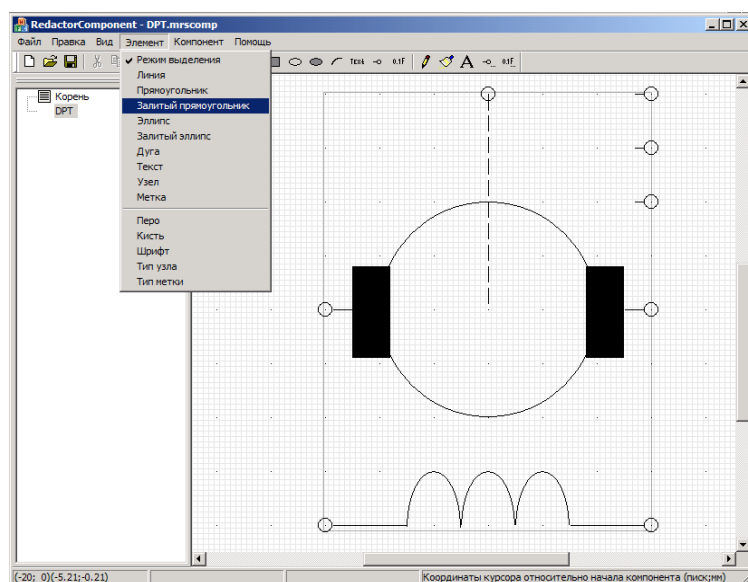 RedactorComponent - DPT.mrscomp
Файл Правка Вид Элемент Компонент Помощь
TEXt 0.1F A 0.1F
Корень
DPT
Режим выделения
Линия
Прямоугольник
Залитый прямоугольник
Эллипс
Залитый эллипс
Дуга
Текст
Узел
Метка
Перо
Кисть
Шрифт
Тип узла
Тип метки
(-20; 0)(-5.21;-0.21)
Координаты курсора относительно начала компонента (пикс;мм)